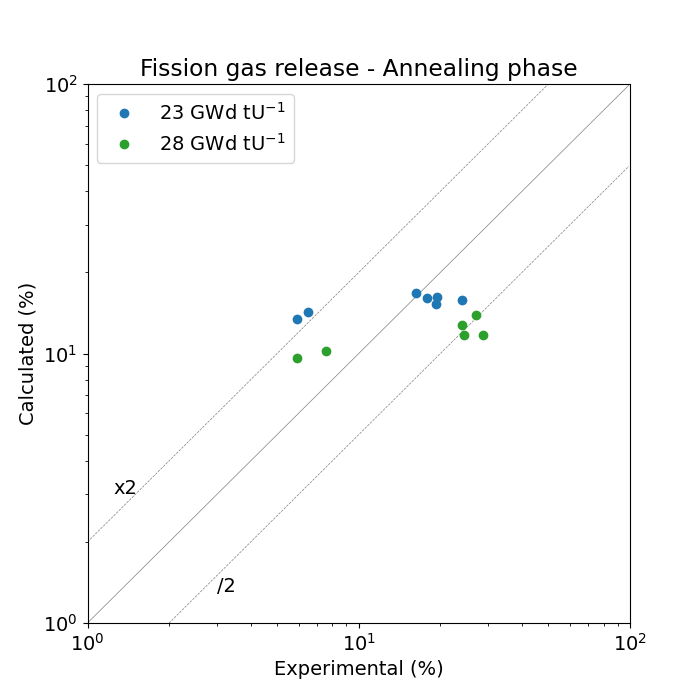 Fission gas release - Annealing phase
10²
23 GWd tU⁻¹
28 GWd tU⁻¹
Calculated (%)
10¹
x2
/2
10⁰
10⁰ 10¹ 10²
Experimental (%)